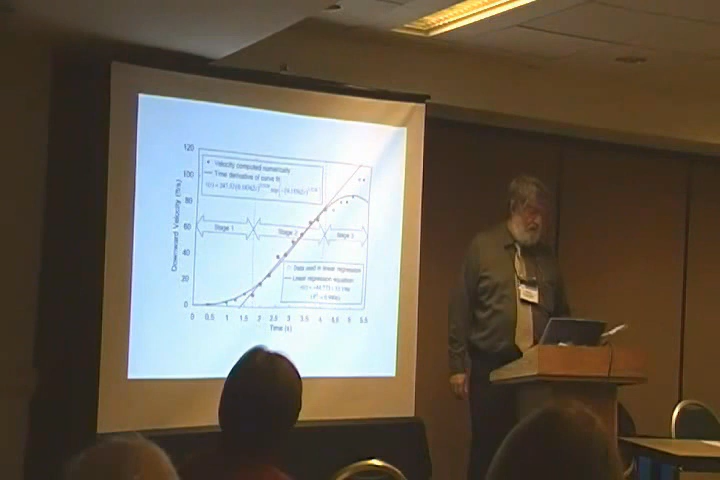 120
100
80
60
40
20
0
Downward Velocity (ft/s)
Velocity computed numerically
Time derivative of curve fit
Stage 1
Stage 2
Stage 3
Data used in linear regression
Linear regression equation
0 0.5 1 1.5 2 2.5 3 3.5 4 4.5 5 5.5
Time (s)